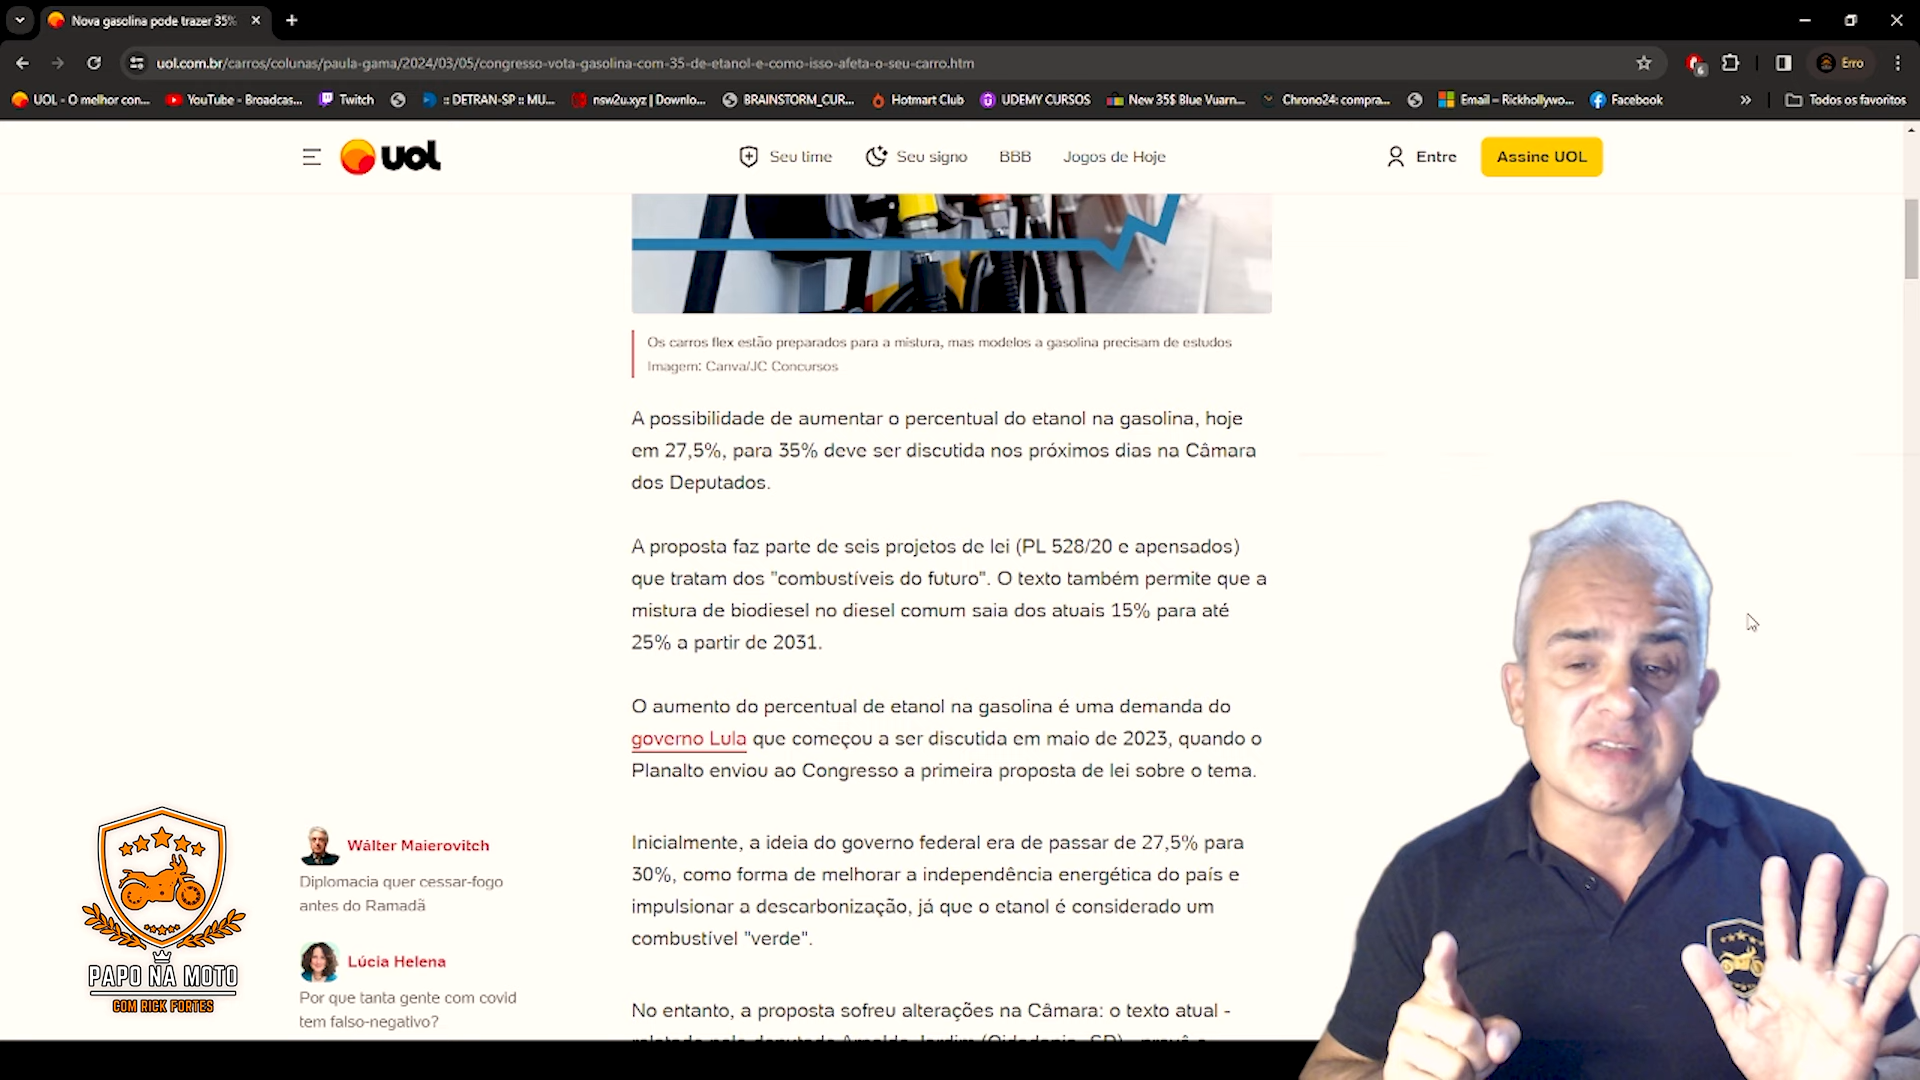 Nova gasolina pode trazer 35%
uol.com.br/carros/colunas/paula-gama/2024/03/05/congresso-vota-gasolina-com-35-de-etanol-e-como-isso-afeta-o-seu-carro.htm
6
Erro
UOL - O melhor con...
YouTube - Broadcas...
Twitch
:: DETRAN-SP :: MU...
nsw2u.xyz | Downlo...
BRAINSTORM_CUR...
Hotmart Club
UDEMY CURSOS
New 35$ Blue Vuarn...
Chrono24: compra...
Email – Rickhollywo...
Facebook
Todos os favoritos
uol
Seu time
Seu signo
BBB
Jogos de Hoje
Entre
Assine UOL
Os carros flex estão preparados para a mistura, mas modelos a gasolina precisam de estudos
Imagem: Canva/JC Concursos
A possibilidade de aumentar o percentual do etanol na gasolina, hoje
em 27,5%, para 35% deve ser discutida nos próximos dias na Câmara
dos Deputados.
A proposta faz parte de seis projetos de lei (PL 528/20 e apensados)
que tratam dos "combustíveis do futuro". O texto também permite que a
mistura de biodiesel no diesel comum saia dos atuais 15% para até
25% a partir de 2031.
O aumento do percentual de etanol na gasolina é uma demanda do
governo Lula que começou a ser discutida em maio de 2023, quando o
Planalto enviou ao Congresso a primeira proposta de lei sobre o tema.
Inicialmente, a ideia do governo federal era de passar de 27,5% para
30%, como forma de melhorar a independência energética do país e
impulsionar a descarbonização, já que o etanol é considerado um
combustível "verde".
No entanto, a proposta sofreu alterações na Câmara: o texto atual -
Wálter Maierovitch
Diplomacia quer cessar-fogo
antes do Ramadã
Lúcia Helena
Por que tanta gente com covid
tem falso-negativo?
PAPO NA MOTO
COM RICK FORTES